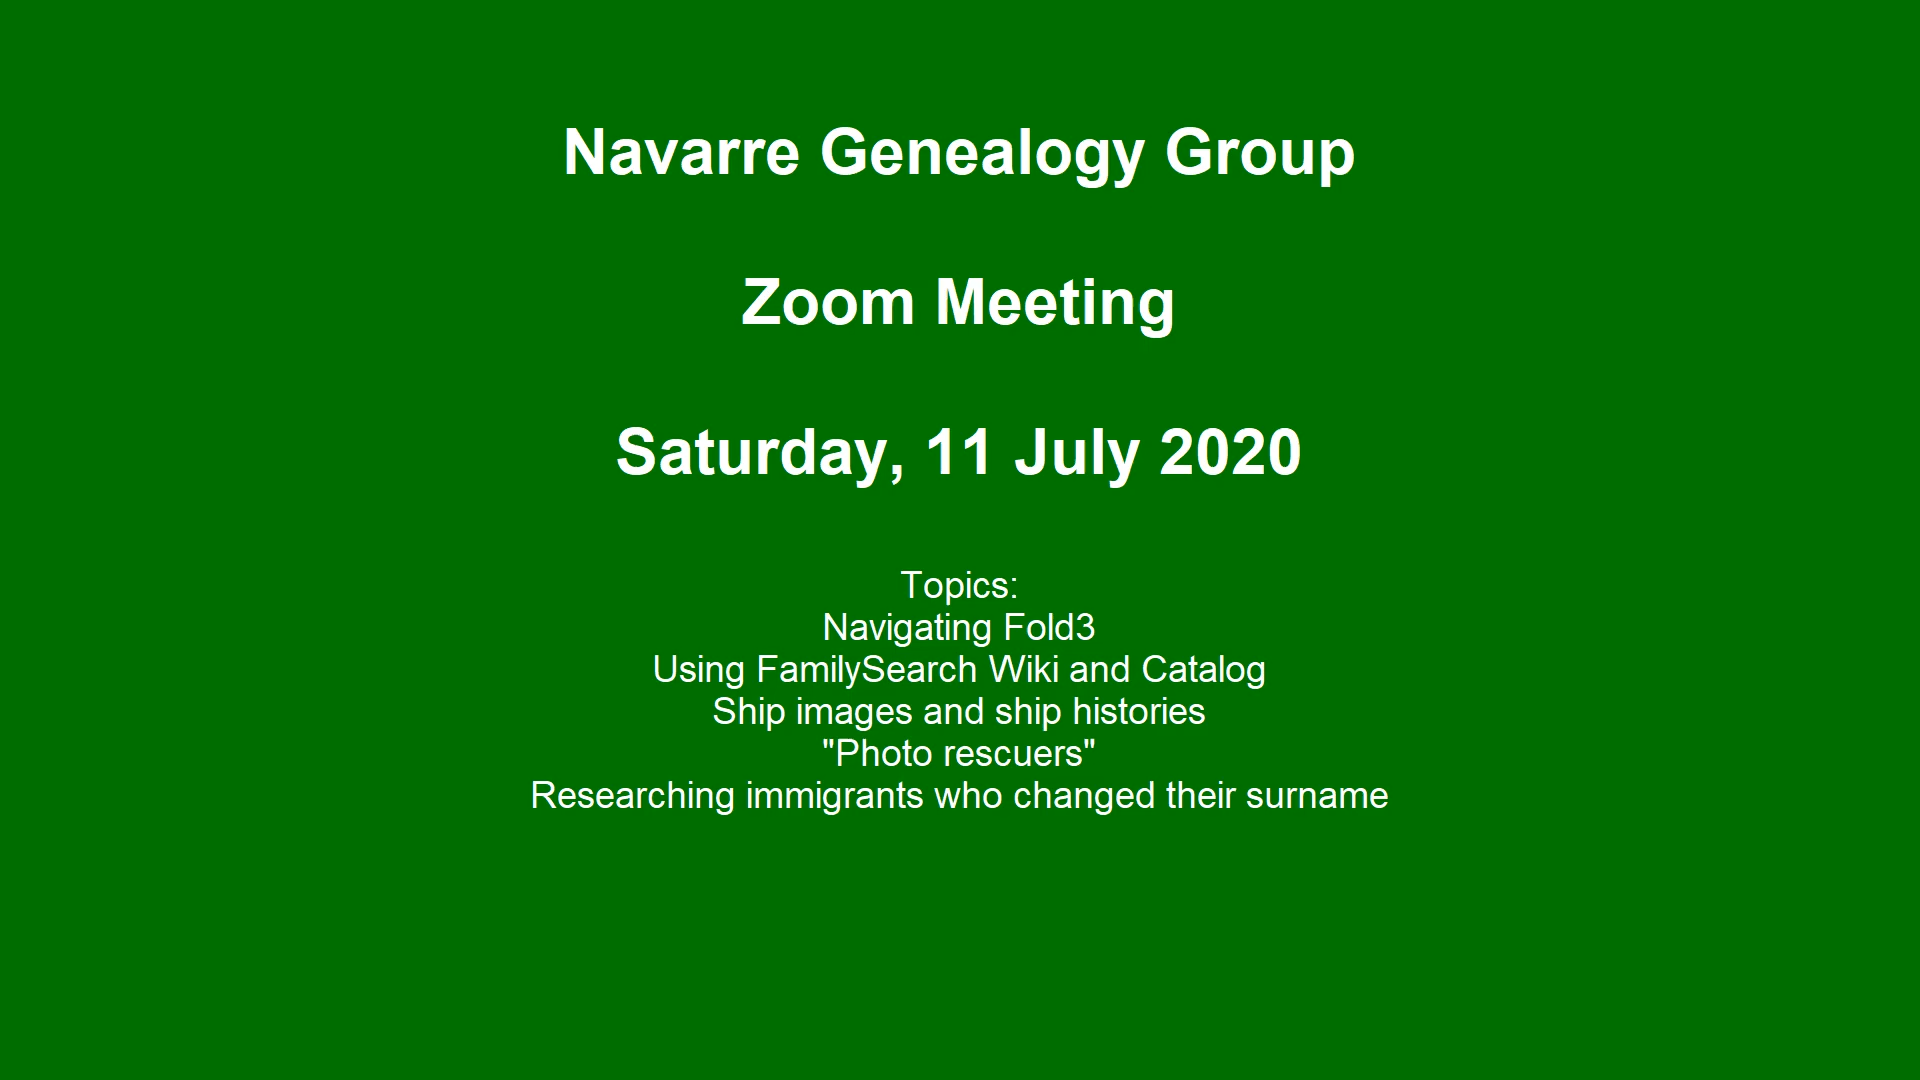 Navarre Genealogy Group
Zoom Meeting
Saturday, 11 July 2020
Topics:
Navigating Fold3
Using FamilySearch Wiki and Catalog
Ship images and ship histories
"Photo rescuers"
Researching immigrants who changed their surname